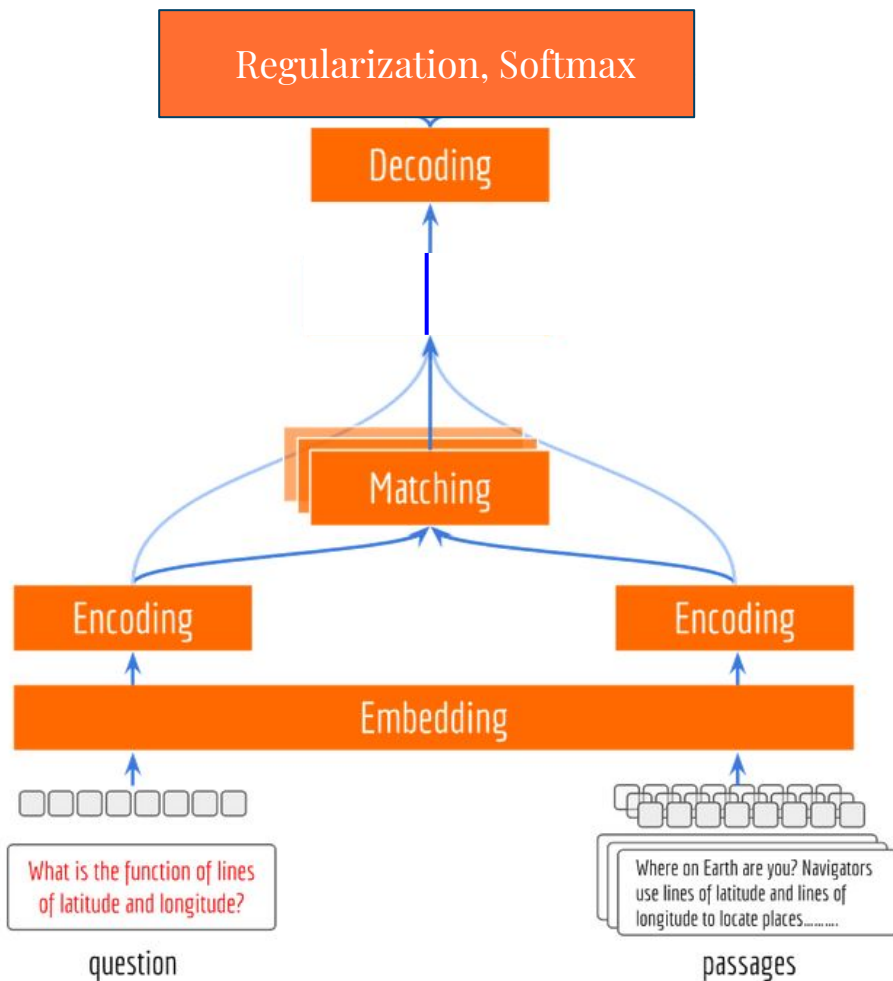 Regularization, Softmax
Decoding
Matching
Encoding
Encoding
Embedding
What is the function of lines
of latitude and longitude?
Where on Earth are you? Navigators
use lines of latitude and lines of
longitude to locate places..........
question
passages